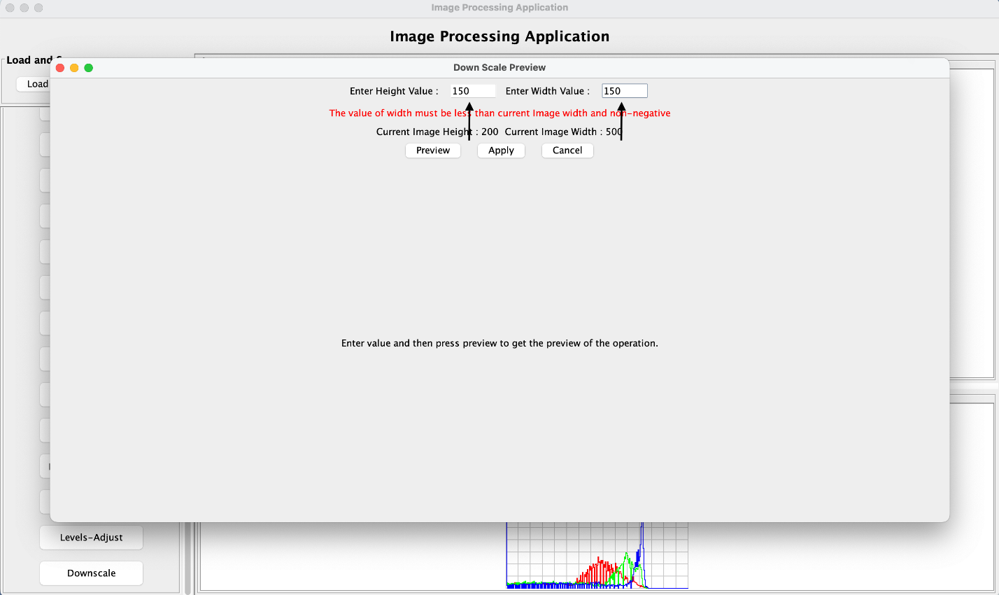 Image Processing Application
Image Processing Application
Load and
Load
Down Scale Preview
Enter Height Value : 150 Enter Width Value : 150
The value of width must be less than current Image width and non-negative
Current Image Height : 200 Current Image Width : 500
Preview Apply Cancel
Enter value and then press preview to get the preview of the operation.
Levels-Adjust
Downscale